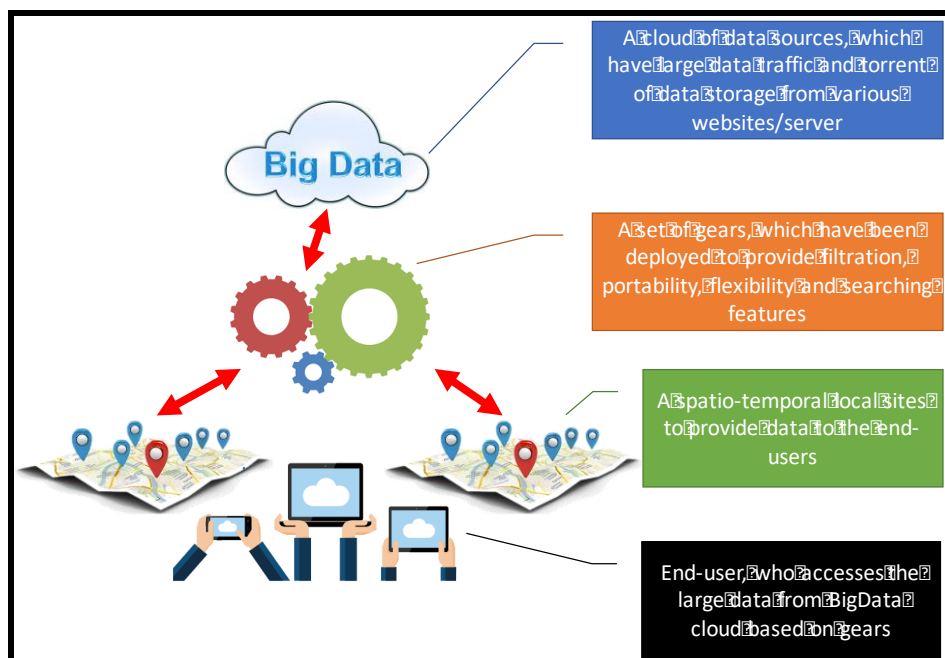 A cloud of data sources, which
have large data traffic and torrent
of data storage from various
websites/server
Big Data
A set of gears, which have been
deployed to provide filtration,
portability, flexibility and searching
features
A spatio-temporal local sites
to provide data to the end-
users
End-user, who accesses the
large data from BigData
cloud based on gears